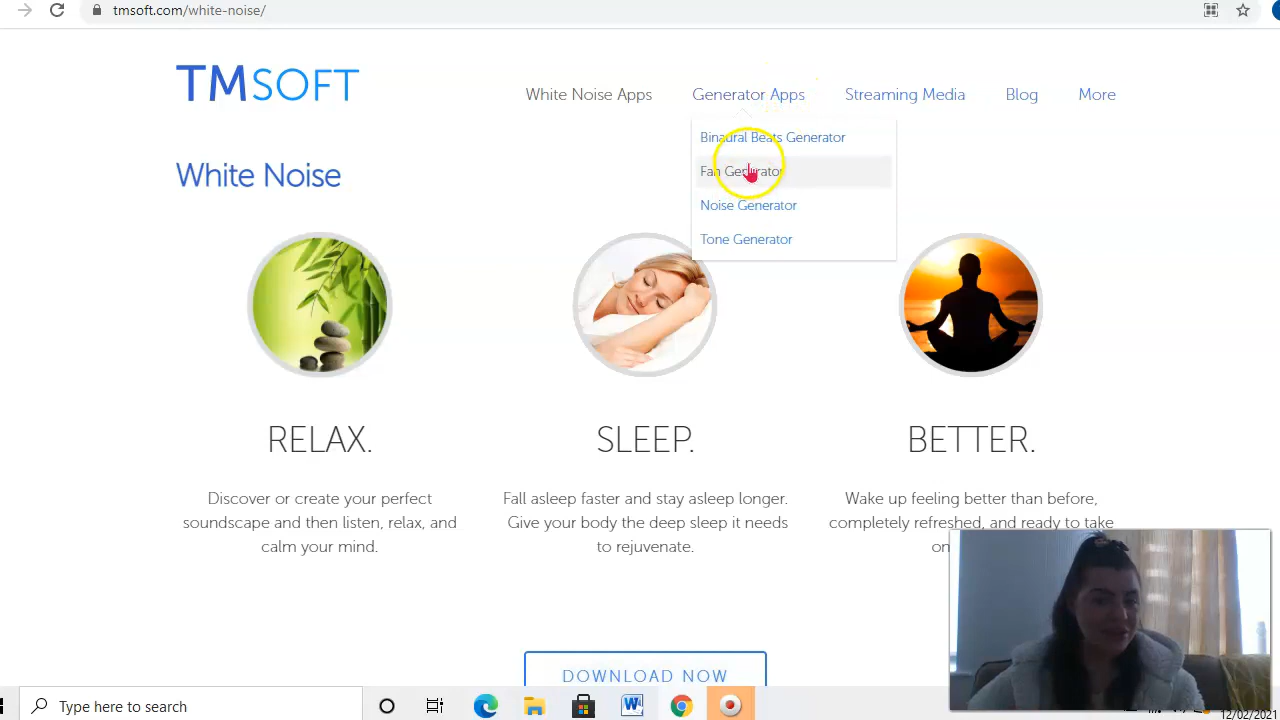 tmsoft.com/white-noise/
TMSOFT
White Noise Apps
Generator Apps
Streaming Media
Blog
More
Binaural Beats Generator
Fan Generator
Noise Generator
Tone Generator
White Noise
RELAX.
SLEEP.
BETTER.
Discover or create your perfect
soundscape and then listen, relax, and
calm your mind.
Fall asleep faster and stay asleep longer.
Give your body the deep sleep it needs
to rejuvenate.
Wake up feeling better than before,
completely refreshed, and ready to take
on
DOWNLOAD NOW
Type here to search
12/02/2021